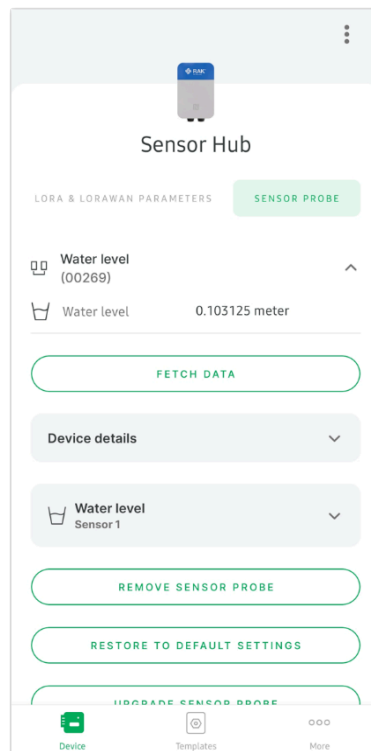 RAK
Sensor Hub
LORA & LORAWAN PARAMETERS
SENSOR PROBE
Water level
(00269)
Water level 0.103125 meter
FETCH DATA
Device details
Water level
Sensor 1
REMOVE SENSOR PROBE
RESTORE TO DEFAULT SETTINGS
UPGRADE SENSOR PROBE
Device
Templates
More